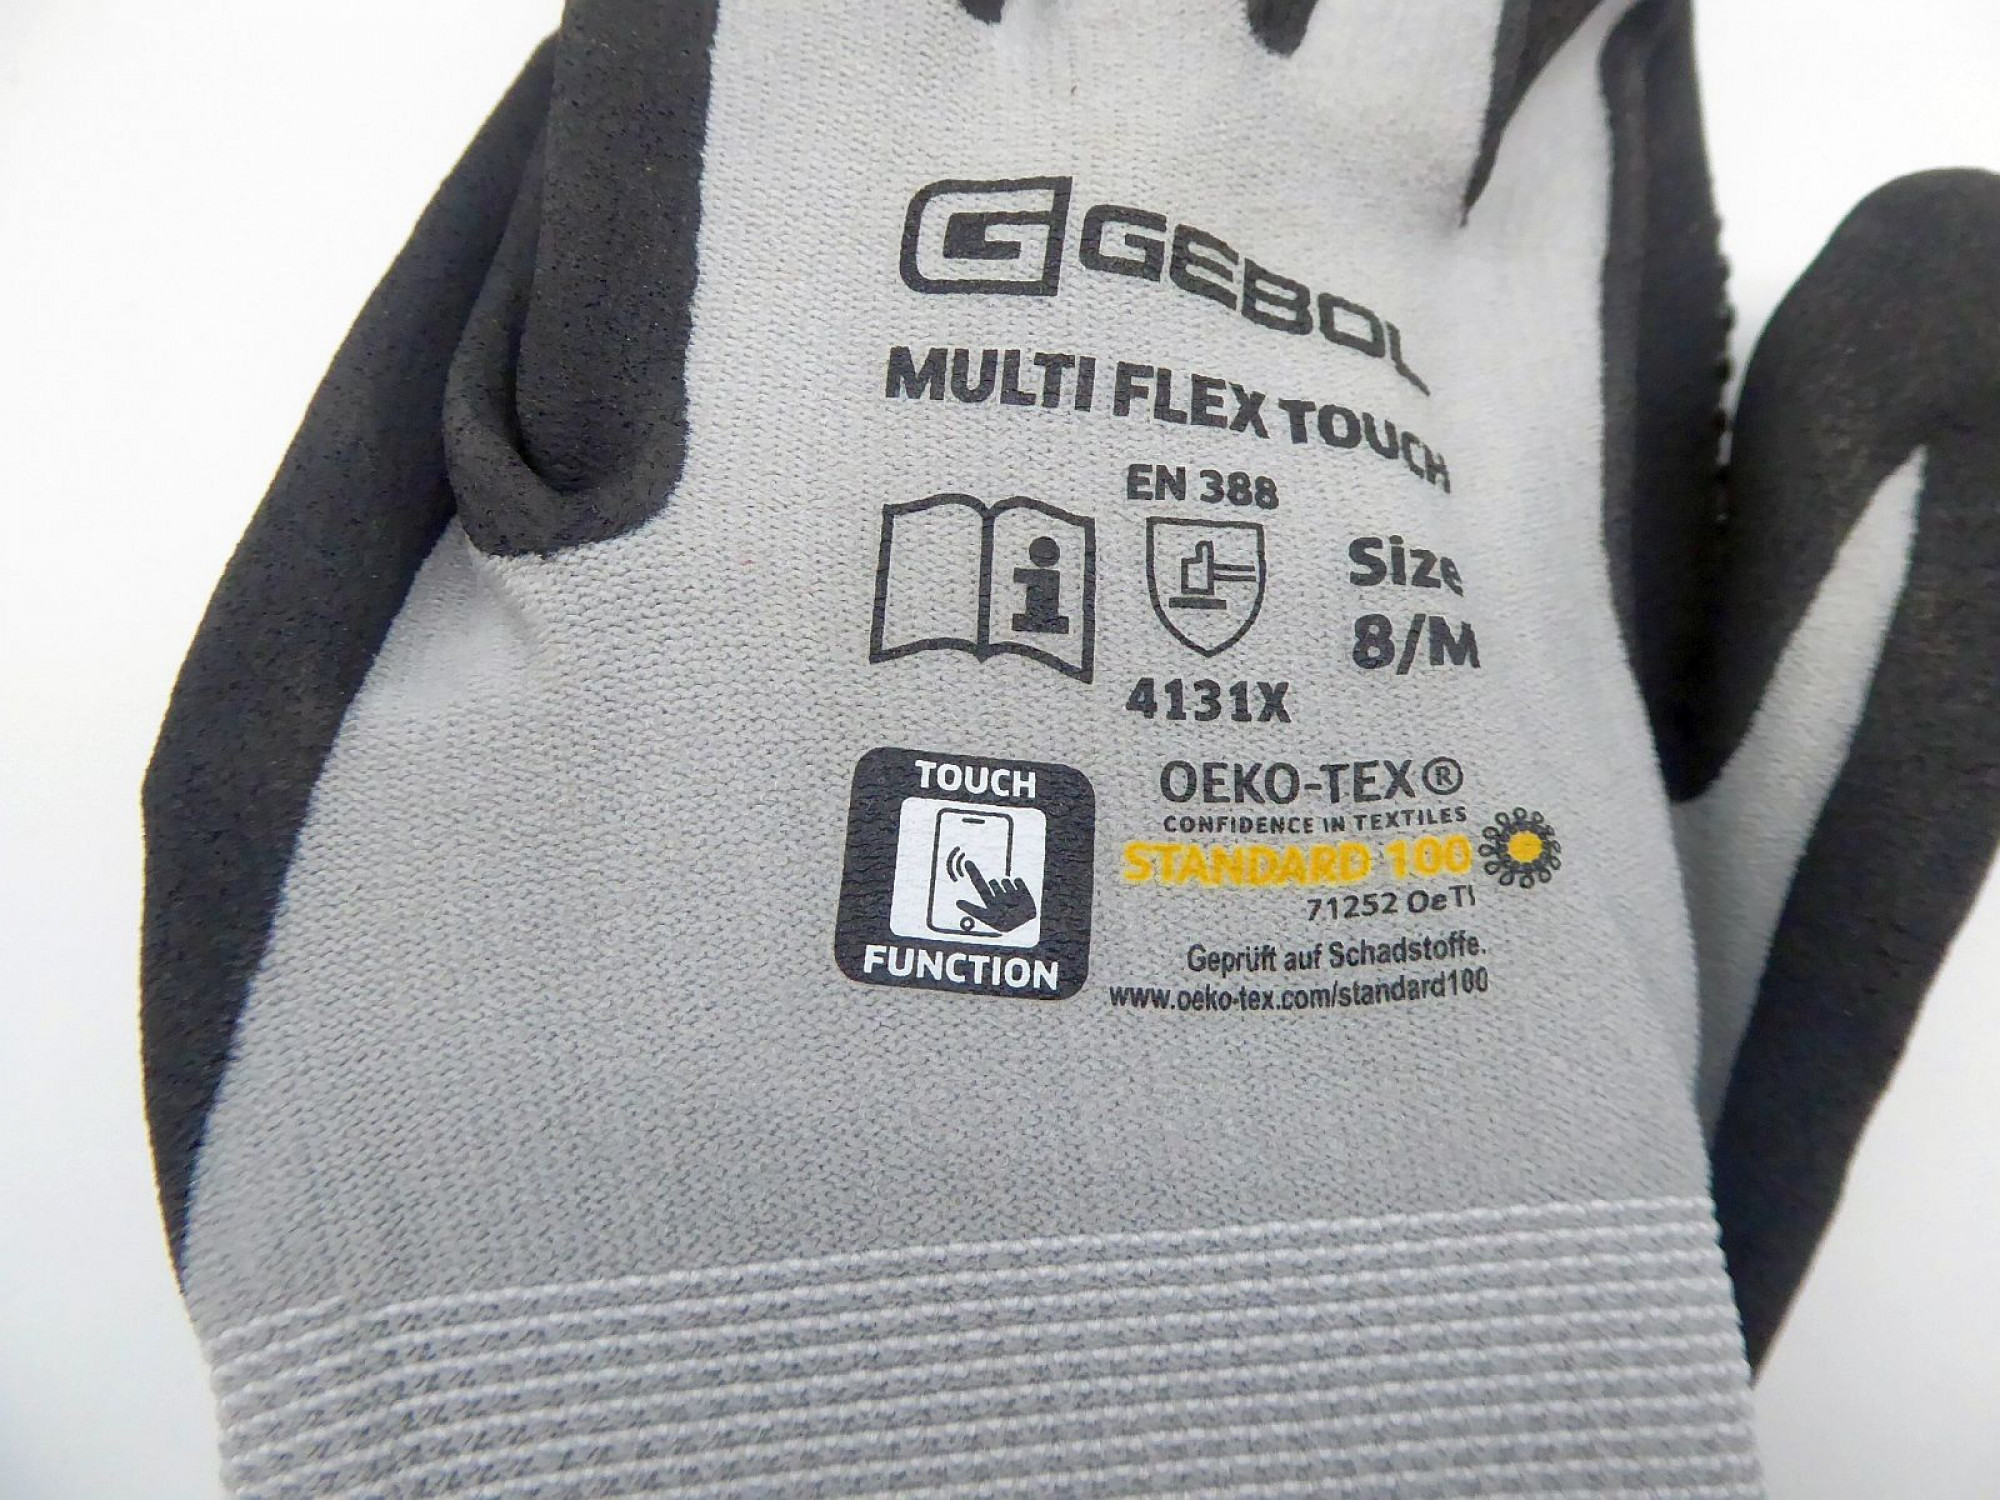 G GEBOL
MULTI FLEX TOUCH
EN 388
i
Size
8/M
4131X
TOUCH
FUNCTION
OEKO-TEX®
CONFIDENCE IN TEXTILES
STANDARD 100
71252 OeTI
Geprüft auf Schadstoffe.
www.oeko-tex.com/standard100